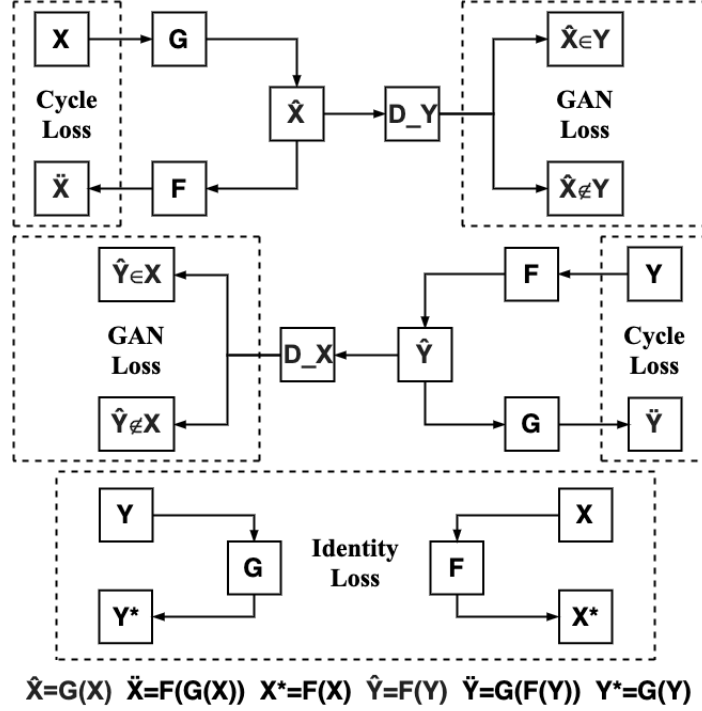 X G X̂∈Y
Cycle
Loss
X̂ D_Y
GAN
Loss
Ẍ F X̂∉Y
Ŷ∈X F Y
GAN
Loss
D_X Ŷ
Cycle
Loss
Ŷ∉X G Ÿ
Y X
G
Identity
Loss
F
Y* X*
X̂=G(X) Ẍ=F(G(X)) X*=F(X) Ŷ=F(Y) Ÿ=G(F(Y)) Y*=G(Y)